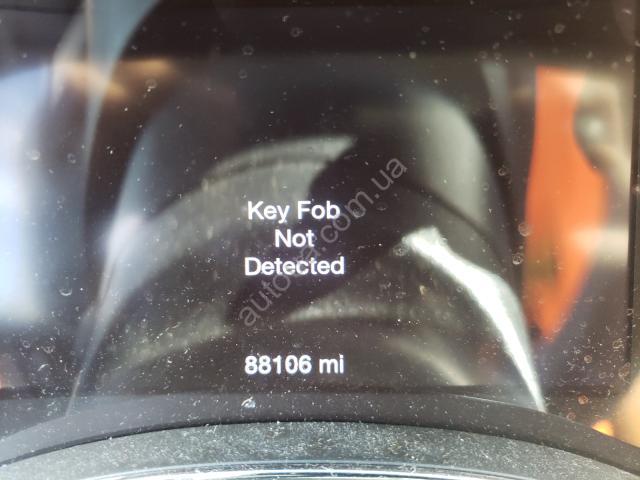 Key Fob
Not
Detected
88106 mi